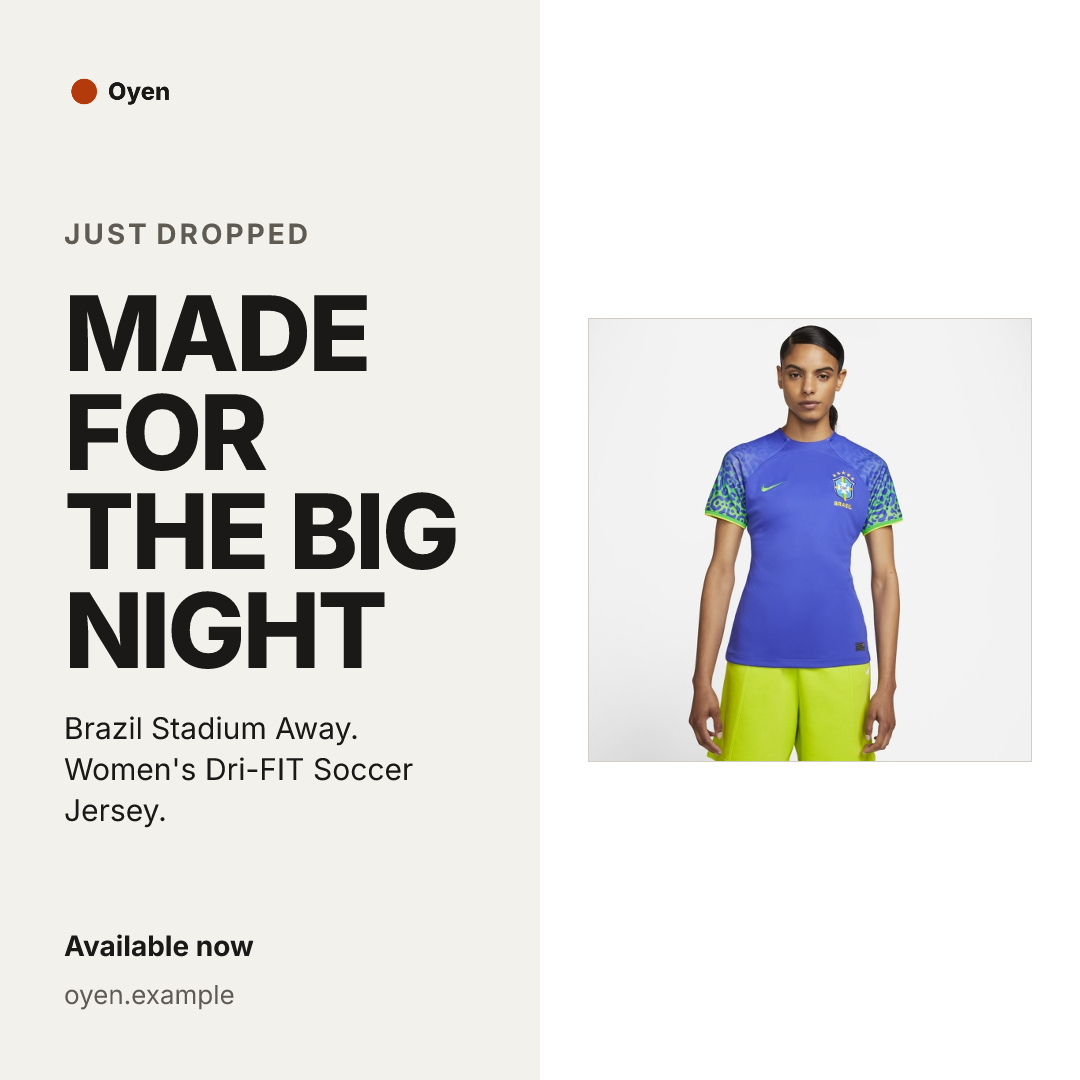 Oyen
JUST DROPPED
MADE
FOR
THE BIG
NIGHT
Brazil Stadium Away.
Women's Dri-FIT Soccer
Jersey.
Available now
oyen.example
BRASIL